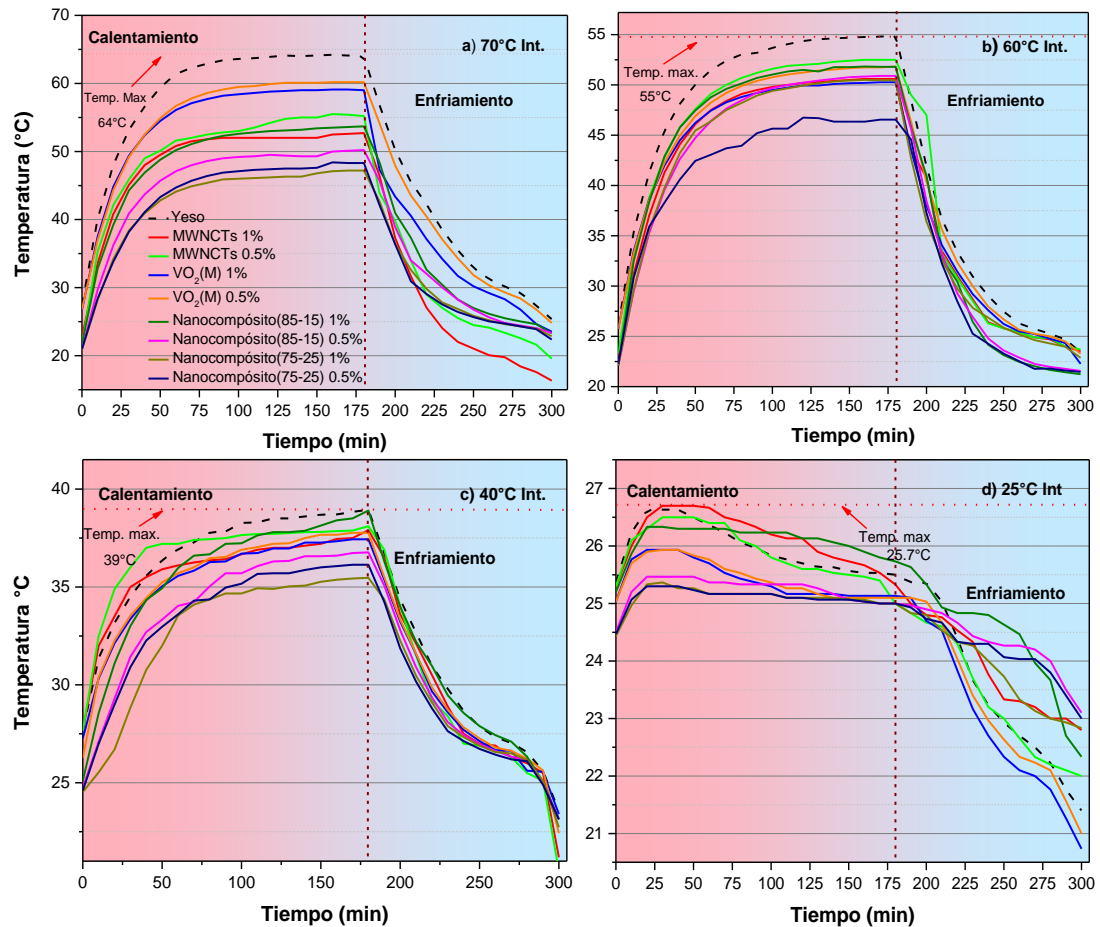 Calentamiento
a) 70°C Int.
Temp. Max
64°C
Enfriamiento
Yeso
MWNCTs 1%
MWNCTs 0.5%
VO2(M) 1%
VO2(M) 0.5%
Nanocompósito(85-15) 1%
Nanocompósito(85-15) 0.5%
Nanocompósito(75-25) 1%
Nanocompósito(75-25) 0.5%
70
60
50
40
30
20
Temperatura (°C)
0 25 50 75 100 125 150 175 200 225 250 275 300
Tiempo (min)
b) 60°C Int.
Temp. max.
55°C
Enfriamiento
55
50
45
40
35
30
25
20
0 25 50 75 100 125 150 175 200 225 250 275 300
Tiempo (min)
Calentamiento
c) 40°C Int.
Temp. max.
39°C
Enfriamiento
40
35
30
25
Temperatura °C
0 50 100 150 200 250 300
Tiempo (min)
Calentamiento
d) 25°C Int
Temp. max
25.7°C
Enfriamiento
27
26
25
24
23
22
21
0 25 50 75 100 125 150 175 200 225 250 275 300
Tiempo (min)